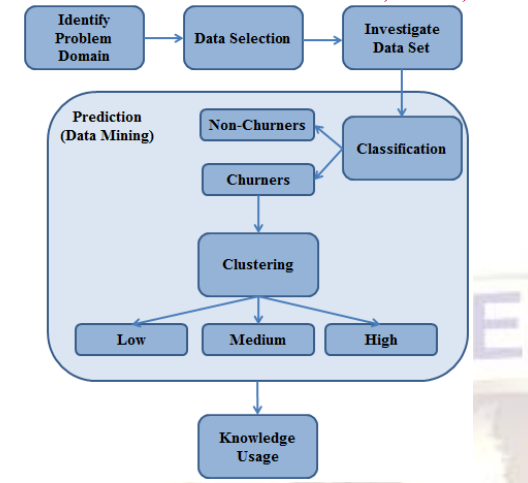 Identify
Problem
Domain
Data Selection
Investigate
Data Set
Prediction
(Data Mining)
Non-Churners
Classification
Churners
Clustering
Low
Medium
High
Knowledge
Usage
E